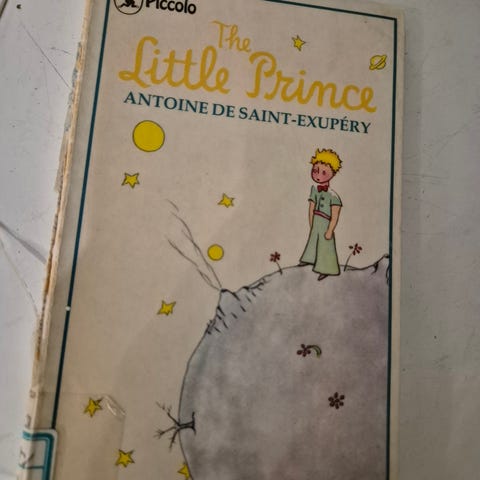 Piccolo
The
Little Prince
ANTOINE DE SAINT-EXUPÉRY